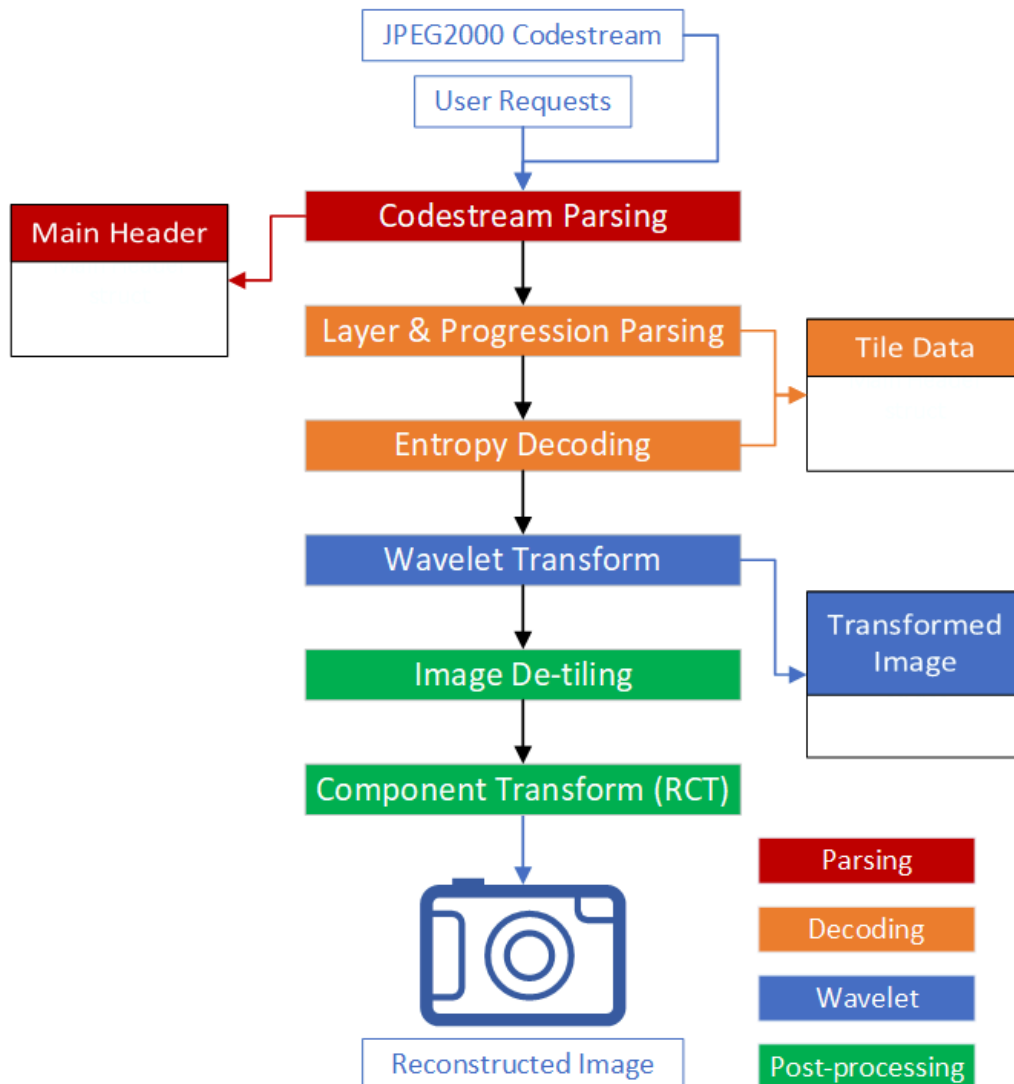 JPEG2000 Codestream
User Requests
Codestream Parsing
Main Header
Layer & Progression Parsing
Tile Data
Entropy Decoding
Wavelet Transform
Transformed
Image
Image De-tiling
Component Transform (RCT)
Parsing
Decoding
Wavelet
Post-processing
Reconstructed Image